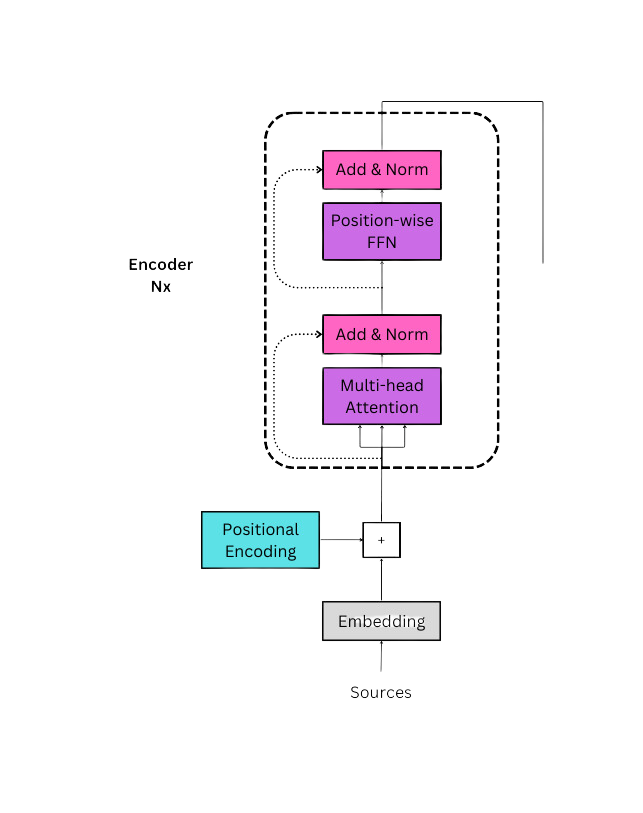 Add & Norm
Position-wise
FFN
Encoder
Nx
Add & Norm
Multi-head
Attention
Positional
Encoding
+
Embedding
Sources